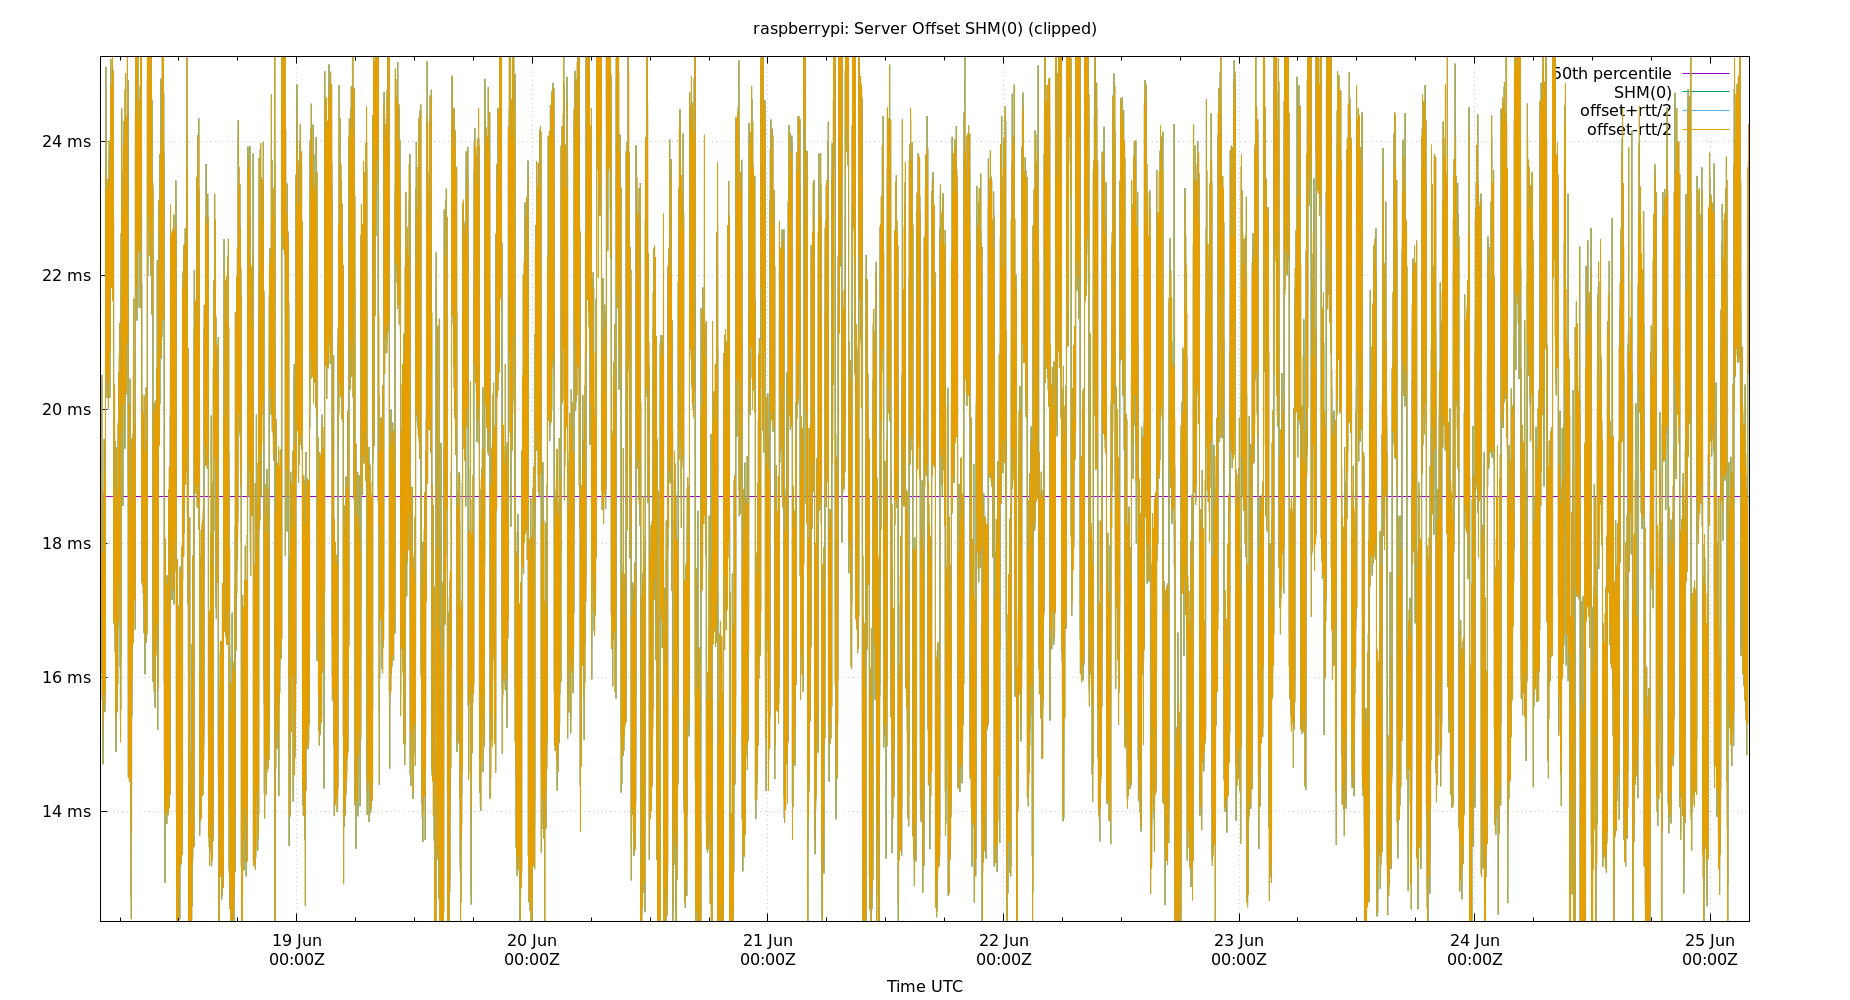 raspberrypi: Server Offset SHM(0) (clipped)
50th percentile
SHM(0)
offset+rtt/2
offset-rtt/2
24 ms
22 ms
20 ms
18 ms
16 ms
14 ms
19 Jun 20 Jun 21 Jun 22 Jun 23 Jun 24 Jun 25 Jun
00:00Z 00:00Z 00:00Z 00:00Z 00:00Z 00:00Z 00:00Z
Time UTC